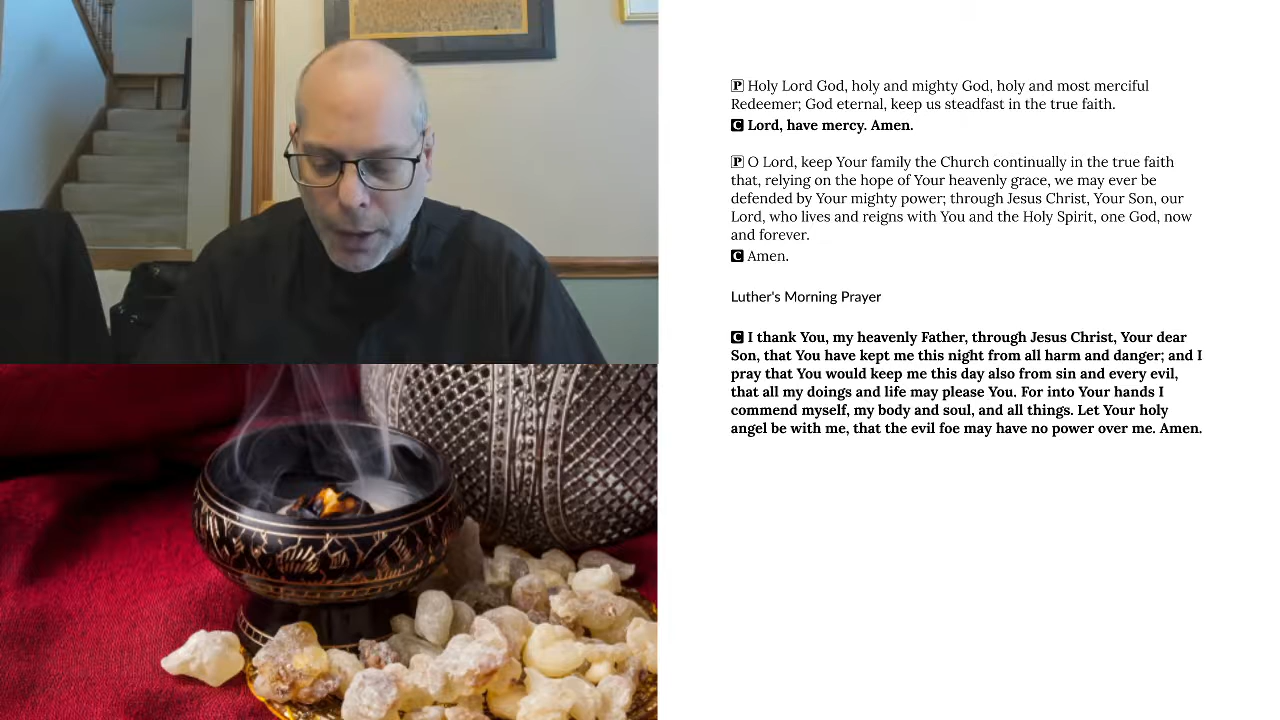 P Holy Lord God, holy and mighty God, holy and most merciful
Redeemer; God eternal, keep us steadfast in the true faith.
C Lord, have mercy. Amen.
P O Lord, keep Your family the Church continually in the true faith
that, relying on the hope of Your heavenly grace, we may ever be
defended by Your mighty power; through Jesus Christ, Your Son, our
Lord, who lives and reigns with You and the Holy Spirit, one God, now
and forever.
C Amen.
Luther's Morning Prayer
C I thank You, my heavenly Father, through Jesus Christ, Your dear
Son, that You have kept me this night from all harm and danger; and I
pray that You would keep me this day also from sin and every evil,
that all my doings and life may please You. For into Your hands I
commend myself, my body and soul, and all things. Let Your holy
angel be with me, that the evil foe may have no power over me. Amen.